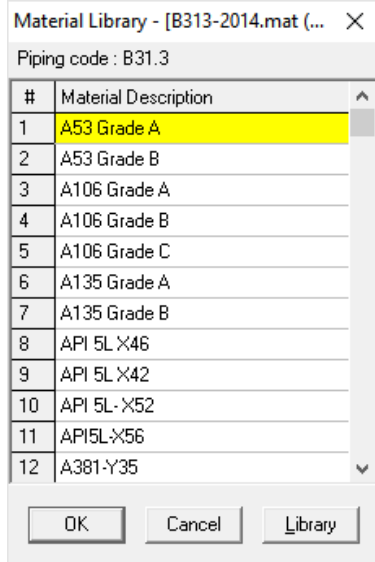 Material Library - [B313-2014.mat (...
Piping code : B31.3
# Material Description
1 A53 Grade A
2 A53 Grade B
3 A106 Grade A
4 A106 Grade B
5 A106 Grade C
6 A135 Grade A
7 A135 Grade B
8 API 5L X46
9 API 5L X42
10 API 5L- X52
11 API5L-X56
12 A381-Y35
OK Cancel Library